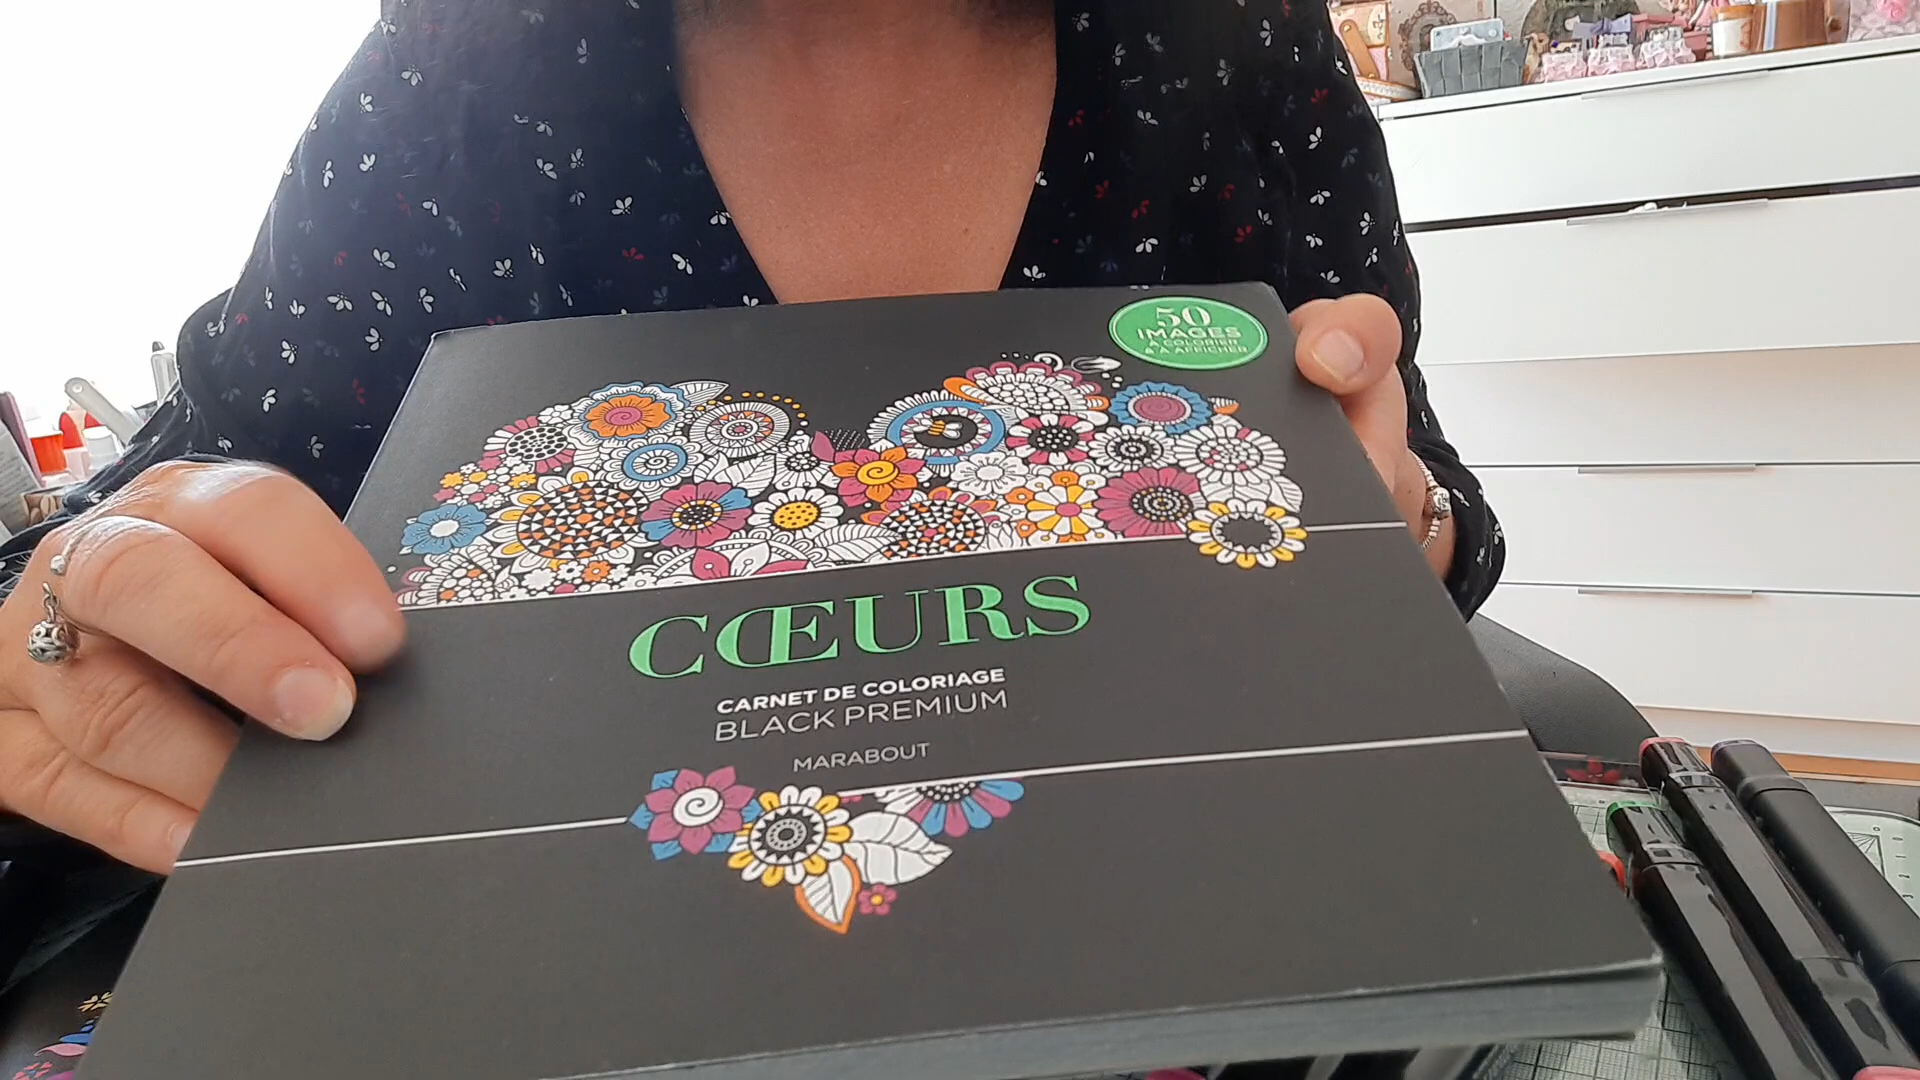 50
IMAGES
À COLORIER
& À AFFICHER
CŒURS
CARNET DE COLORIAGE
BLACK PREMIUM
MARABOUT